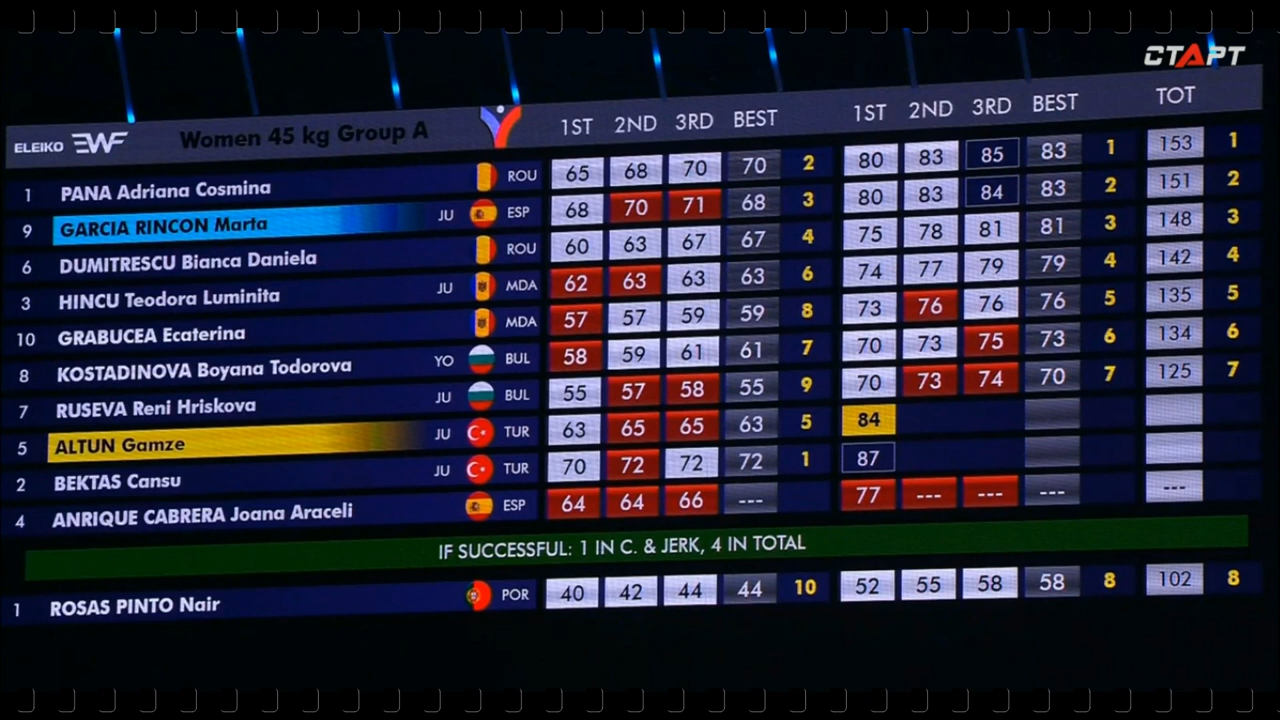 СТАРТ
ELEIKO EWF Women 45 kg Group A 1ST 2ND 3RD BEST 1ST 2ND 3RD BEST TOT
1 PANA Adriana Cosmina ROU 65 68 70 70 2 80 83 85 83 1 153 1
9 GARCIA RINCON Marta JU ESP 68 70 71 68 3 80 83 84 83 2 151 2
6 DUMITRESCU Bianca Daniela ROU 60 63 67 67 4 75 78 81 81 3 148 3
3 HINCU Teodora Luminita JU MDA 62 63 63 63 6 74 77 79 79 4 142 4
10 GRABUCEA Ecaterina MDA 57 57 59 59 8 73 76 76 76 5 135 5
8 KOSTADINOVA Boyana Todorova YO BUL 58 59 61 61 7 70 73 75 73 6 134 6
7 RUSEVA Reni Hriskova JU BUL 55 57 58 55 9 70 73 74 70 7 125 7
5 ALTUN Gamze JU TUR 63 65 65 63 5 84
2 BEKTAS Cansu JU TUR 70 72 72 72 1 87
4 ANRIQUE CABRERA Joana Araceli ESP 64 64 66 --- 77 --- --- --- ---
IF SUCCESSFUL: 1 IN C. & JERK, 4 IN TOTAL
1 ROSAS PINTO Nair POR 40 42 44 44 10 52 55 58 58 8 102 8